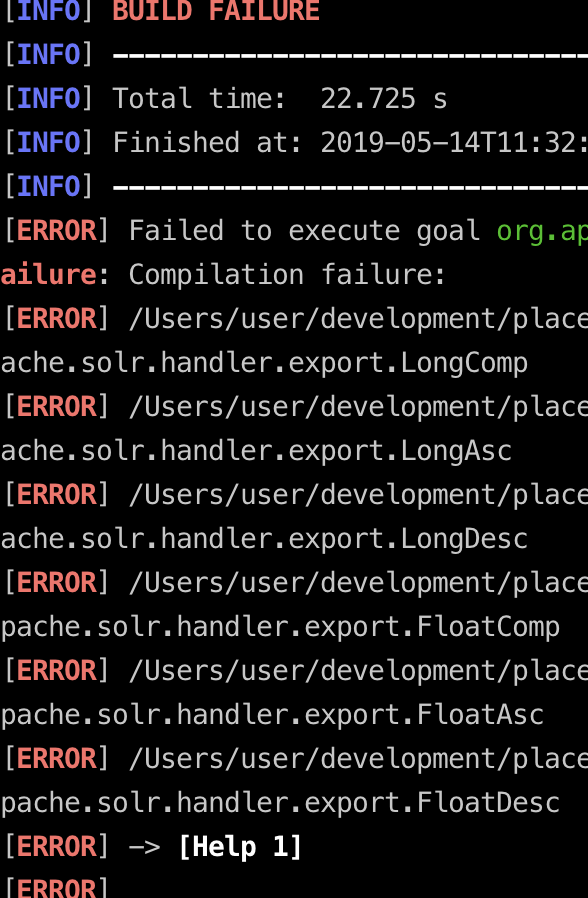 [INFO] BUILD FAILURE
[INFO] -----------------------------
[INFO] Total time:  22.725 s
[INFO] Finished at: 2019-05-14T11:32:
[INFO] -----------------------------
[ERROR] Failed to execute goal org.ap
ailure: Compilation failure:
[ERROR] /Users/user/development/place
ache.solr.handler.export.LongComp
[ERROR] /Users/user/development/place
ache.solr.handler.export.LongAsc
[ERROR] /Users/user/development/place
ache.solr.handler.export.LongDesc
[ERROR] /Users/user/development/place
pache.solr.handler.export.FloatComp
[ERROR] /Users/user/development/place
pache.solr.handler.export.FloatAsc
[ERROR] /Users/user/development/place
pache.solr.handler.export.FloatDesc
[ERROR] -> [Help 1]
[ERROR]